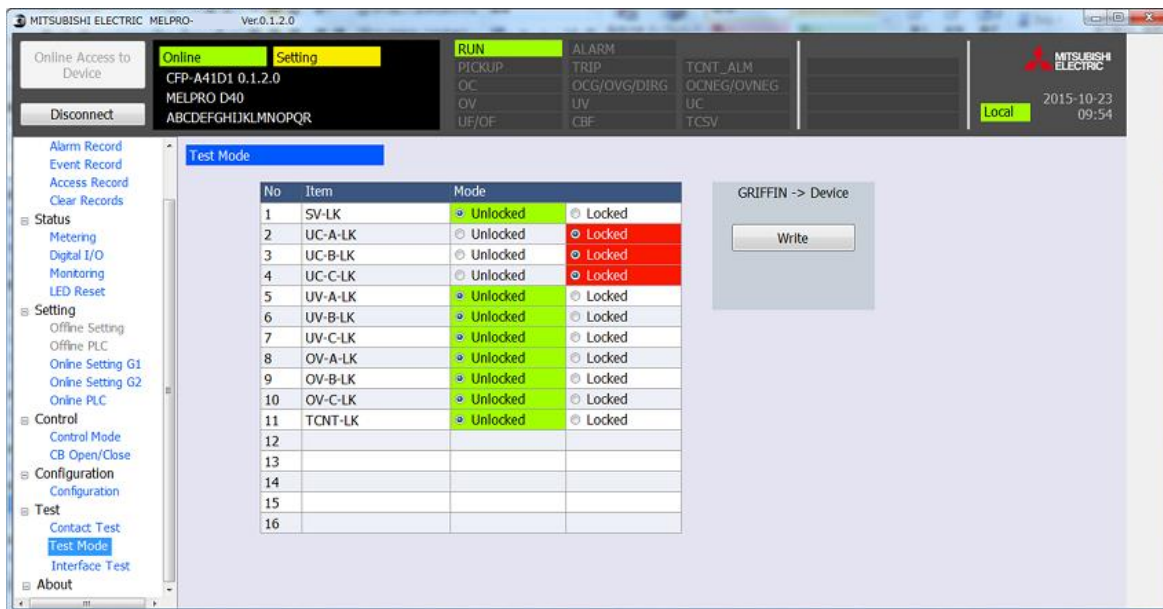 MITSUBISHI ELECTRIC MELPRO- Ver.0.1.2.0
Online Access to
Device
Disconnect
Online Setting
CFP-A41D1 0.1.2.0
MELPRO D40
ABCDEFGHIJKLMNOPQR
RUN ALARM
PICKUP TRIP TCNT_ALM
OC OCG/OVG/DIRG OCNEG/OVNEG
OV UV UC
UF/OF CBF TCSV
MITSUBISHI
ELECTRIC
2015-10-23
Local 09:54
Alarm Record
Event Record
Access Record
Clear Records
Status
Metering
Digital I/O
Monitoring
LED Reset
Setting
Offline Setting
Offline PLC
Online Setting G1
Online Setting G2
Online PLC
Control
Control Mode
CB Open/Close
Configuration
Configuration
Test
Contact Test
Test Mode
Interface Test
About
Test Mode
No Item Mode
1 SV-LK Unlocked Locked
2 UC-A-LK Unlocked Locked
3 UC-B-LK Unlocked Locked
4 UC-C-LK Unlocked Locked
5 UV-A-LK Unlocked Locked
6 UV-B-LK Unlocked Locked
7 UV-C-LK Unlocked Locked
8 OV-A-LK Unlocked Locked
9 OV-B-LK Unlocked Locked
10 OV-C-LK Unlocked Locked
11 TCNT-LK Unlocked Locked
12
13
14
15
16
GRIFFIN -> Device
Write